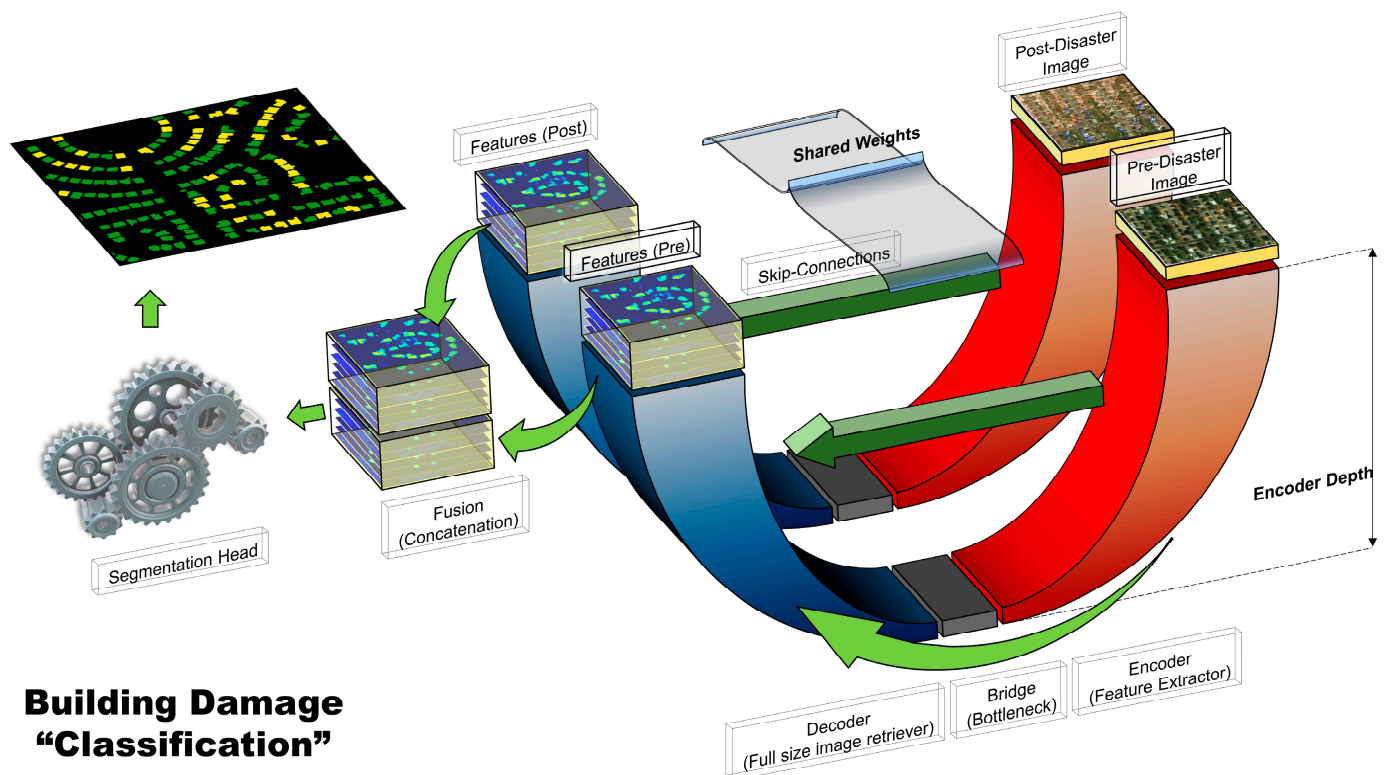 Post-Disaster
Image
Features (Post)
Shared Weights
Pre-Disaster
Image
Features (Pre)
Skip-Connections
Encoder Depth
Fusion
(Concatenation)
Segmentation Head
Encoder
(Feature Extractor)
Bridge
(Bottleneck)
Decoder
(Full size image retriever)
Building Damage
“Classification”